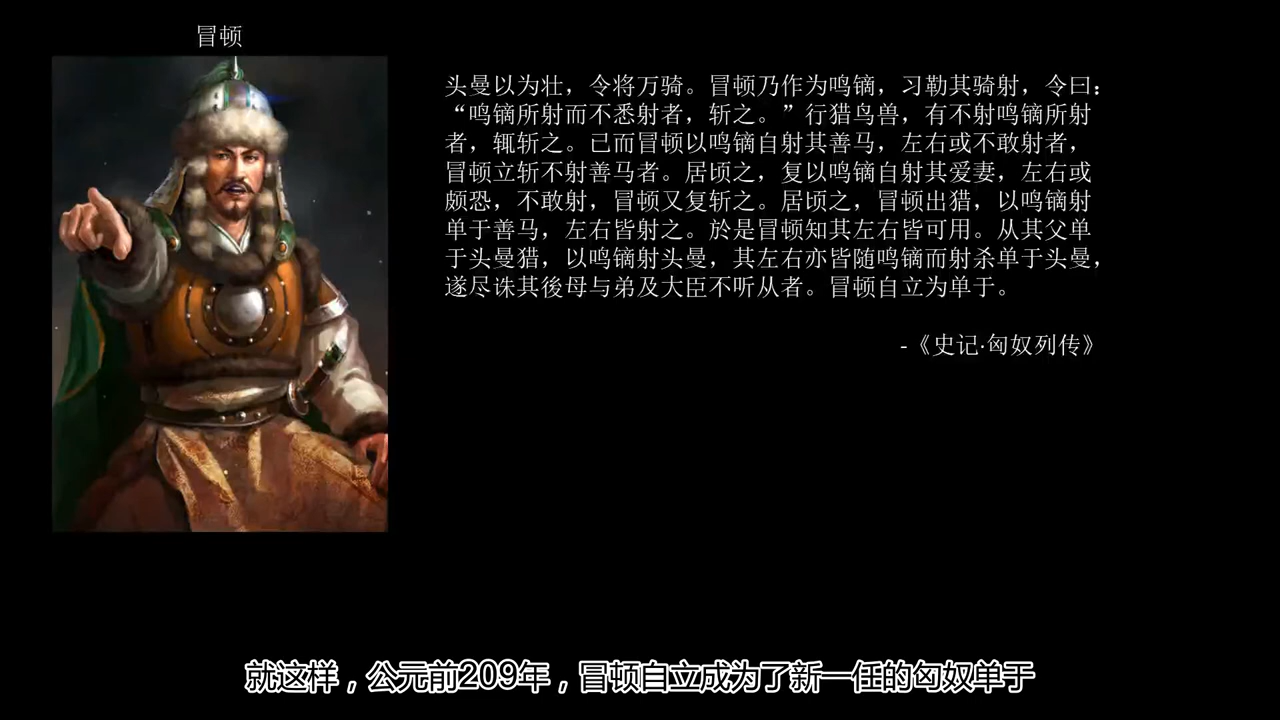 冒顿
头曼以为壮，令将万骑。冒顿乃作为鸣镝，习勒其骑射，令曰：
“鸣镝所射而不悉射者，斩之。”行猎鸟兽，有不射鸣镝所射
者，辄斩之。已而冒顿以鸣镝自射其善马，左右或不敢射者，
冒顿立斩不射善马者。居顷之，复以鸣镝自射其爱妻，左右或
颇恐，不敢射，冒顿又复斩之。居顷之，冒顿出猎，以鸣镝射
单于善马，左右皆射之。於是冒顿知其左右皆可用。从其父单
于头曼猎，以鸣镝射头曼，其左右亦皆随鸣镝而射杀单于头曼，
遂尽诛其後母与弟及大臣不听从者。冒顿自立为单于。
-《史记·匈奴列传》
就这样，公元前209年，冒顿自立成为了新一任的匈奴单于